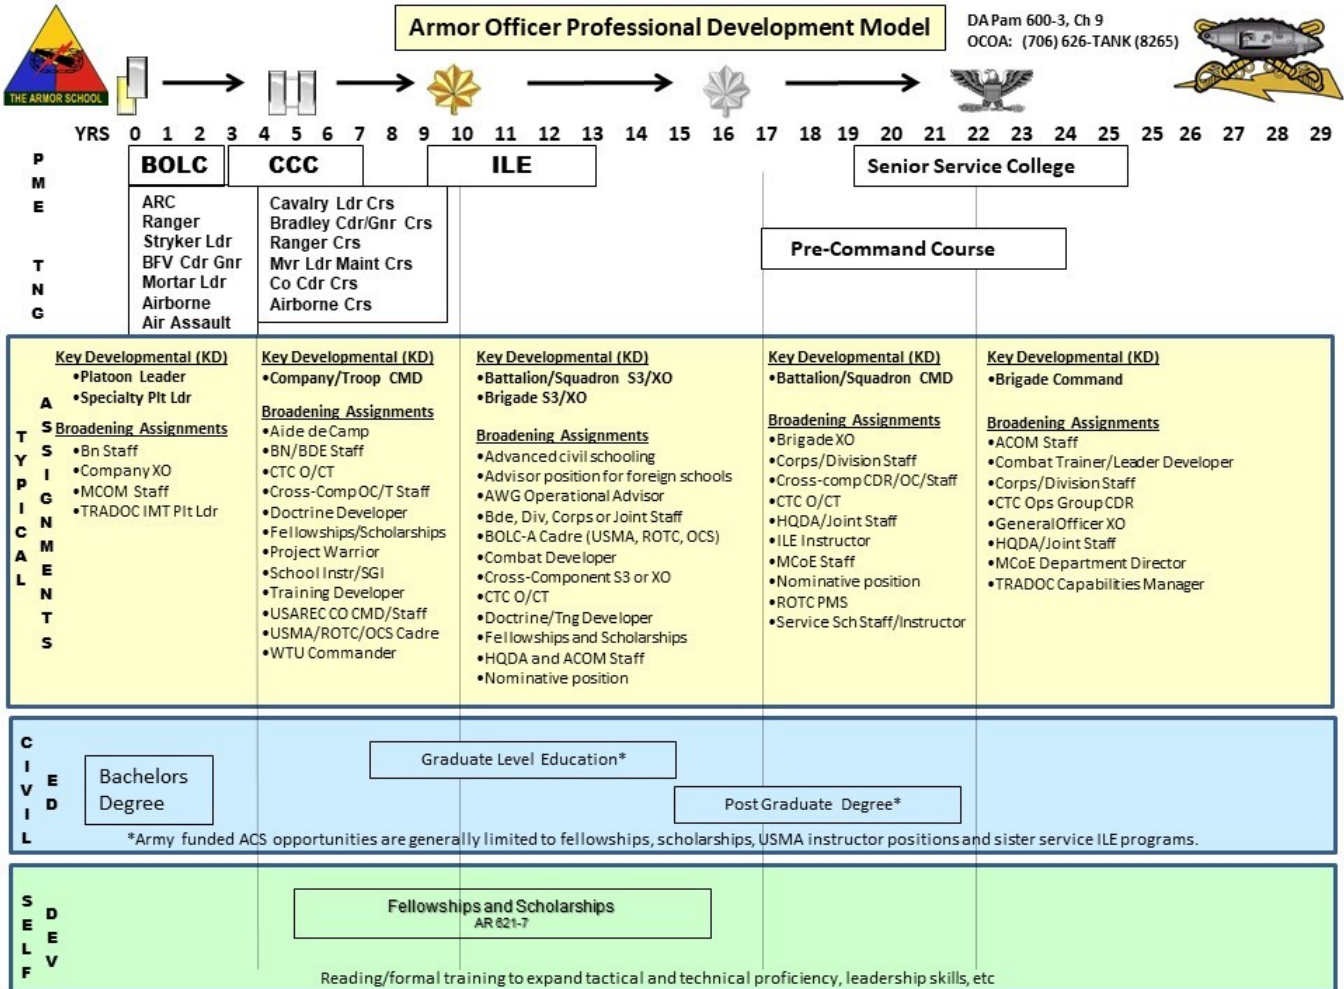 Armor Officer Professional Development Model
DA Pam 600-3, Ch 9
OCOA: (706) 626-TANK (8265)
THE ARMOR SCHOOL
YRS 0 1 2 3 4 5 6 7 8 9 10 11 12 13 14 15 16 17 18 19 20 21 22 23 24 25 25 26 27 28 29
PME
TNG
BOLC
CCC
ILE
Senior Service College
ARC
Ranger
Stryker Ldr
BFV Cdr Gnr
Mortar Ldr
Airborne
Air Assault
Cavalry Ldr Crs
Bradley Cdr/Gnr Crs
Ranger Crs
Mvr Ldr Maint Crs
Co Cdr Crs
Airborne Crs
Pre-Command Course
TYPICAL
ASSIGNMENTS
Key Developmental (KD)
•Platoon Leader
•Specialty Plt Ldr
Broadening Assignments
•Bn Staff
•Company XO
•MCOM Staff
•TRADOC IMT Plt Ldr
Key Developmental (KD)
•Company/Troop CMD
Broadening Assignments
•Aide de Camp
•BN/BDE Staff
•CTC O/CT
•Cross-Comp OC/T Staff
•Doctrine Developer
•Fellowships/Scholarships
•Project Warrior
•School Instr/SGI
•Training Developer
•USAREC CO CMD/Staff
•USMA/ROTC/OCS Cadre
•WTU Commander
Key Developmental (KD)
•Battalion/Squadron S3/XO
•Brigade S3/XO
Broadening Assignments
•Advanced civil schooling
•Advisor position for foreign schools
•AWG Operational Advisor
•Bde, Div, Corps or Joint Staff
•BOLC-A Cadre (USMA, ROTC, OCS)
•Combat Developer
•Cross-Component S3 or XO
•CTC O/CT
•Doctrine/Tng Developer
•Fellowships and Scholarships
•HQDA and ACOM Staff
•Nominative position
Key Developmental (KD)
•Battalion/Squadron CMD
Broadening Assignments
•Brigade XO
•Corps/Division Staff
•Cross-comp CDR/OC/Staff
•CTC O/CT
•HQDA/Joint Staff
•ILE Instructor
•MCoE Staff
•Nominative position
•ROTC PMS
•Service Sch Staff/Instructor
Key Developmental (KD)
•Brigade Command
Broadening Assignments
•ACOM Staff
•Combat Trainer/Leader Developer
•Corps/Division Staff
•CTC Ops Group CDR
•General Officer XO
•HQDA/Joint Staff
•MCoE Department Director
•TRADOC Capabilities Manager
CIVIL
ED
Bachelors
Degree
Graduate Level Education*
Post Graduate Degree*
*Army funded ACS opportunities are generally limited to fellowships, scholarships, USMA instructor positions and sister service ILE programs.
SELF
DEV
Fellowships and Scholarships
AR 621-7
Reading/formal training to expand tactical and technical proficiency, leadership skills, etc